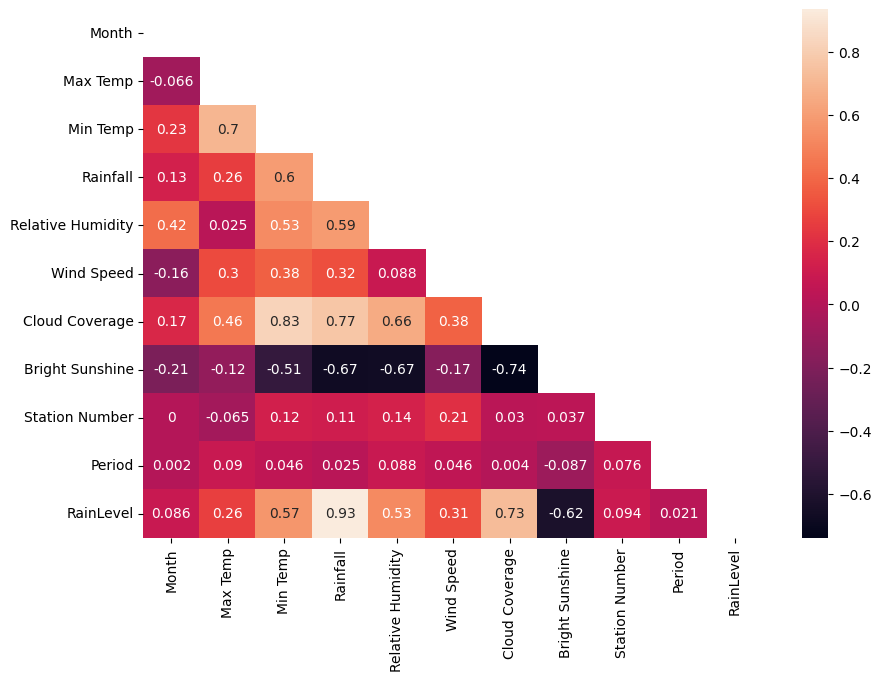 Month
Max Temp -0.066
Min Temp 0.23 0.7
Rainfall 0.13 0.26 0.6
Relative Humidity 0.42 0.025 0.53 0.59
Wind Speed -0.16 0.3 0.38 0.32 0.088
Cloud Coverage 0.17 0.46 0.83 0.77 0.66 0.38
Bright Sunshine -0.21 -0.12 -0.51 -0.67 -0.67 -0.17 -0.74
Station Number 0 -0.065 0.12 0.11 0.14 0.21 0.03 0.037
Period 0.002 0.09 0.046 0.025 0.088 0.046 0.004 -0.087 0.076
RainLevel 0.086 0.26 0.57 0.93 0.53 0.31 0.73 -0.62 0.094 0.021
Month
Max Temp
Min Temp
Rainfall
Relative Humidity
Wind Speed
Cloud Coverage
Bright Sunshine
Station Number
Period
RainLevel
0.8
0.6
0.4
0.2
0.0
−0.2
−0.4
−0.6